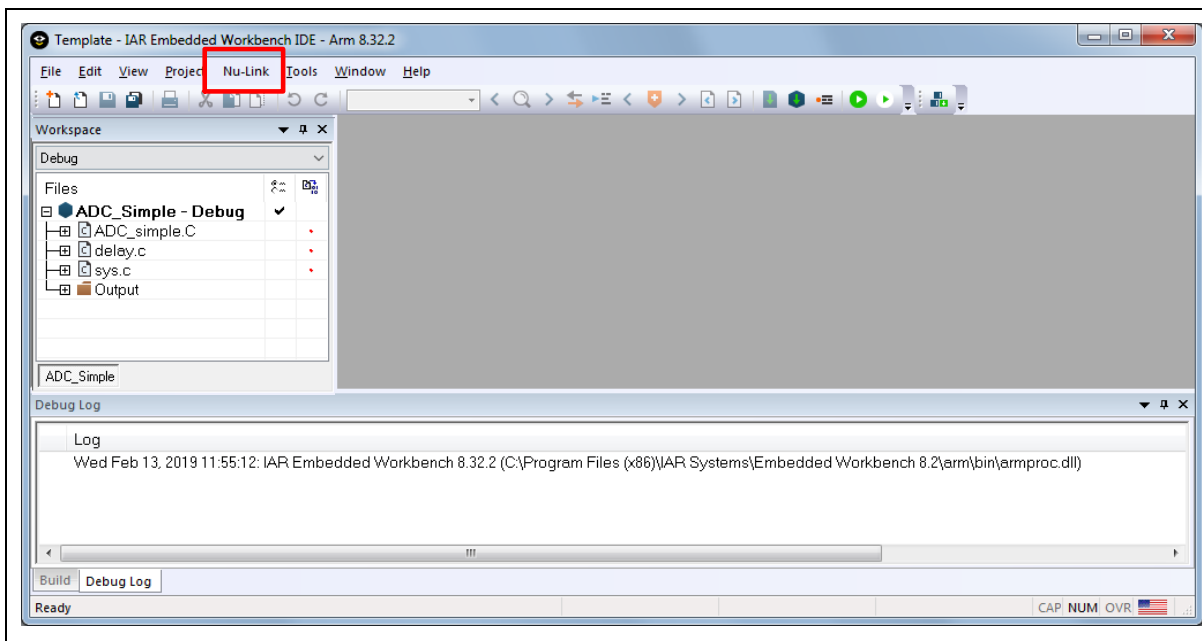 Template - IAR Embedded Workbench IDE - Arm 8.32.2
File Edit View Project Nu-Link Tools Window Help
Workspace
Debug
Files
ADC_Simple - Debug
ADC_simple.C
delay.c
sys.c
Output
ADC_Simple
Debug Log
Log
Wed Feb 13, 2019 11:55:12: IAR Embedded Workbench 8.32.2 (C:\Program Files (x86)\IAR Systems\Embedded Workbench 8.2\arm\bin\armproc.dll)
Build Debug Log
Ready CAP NUM OVR